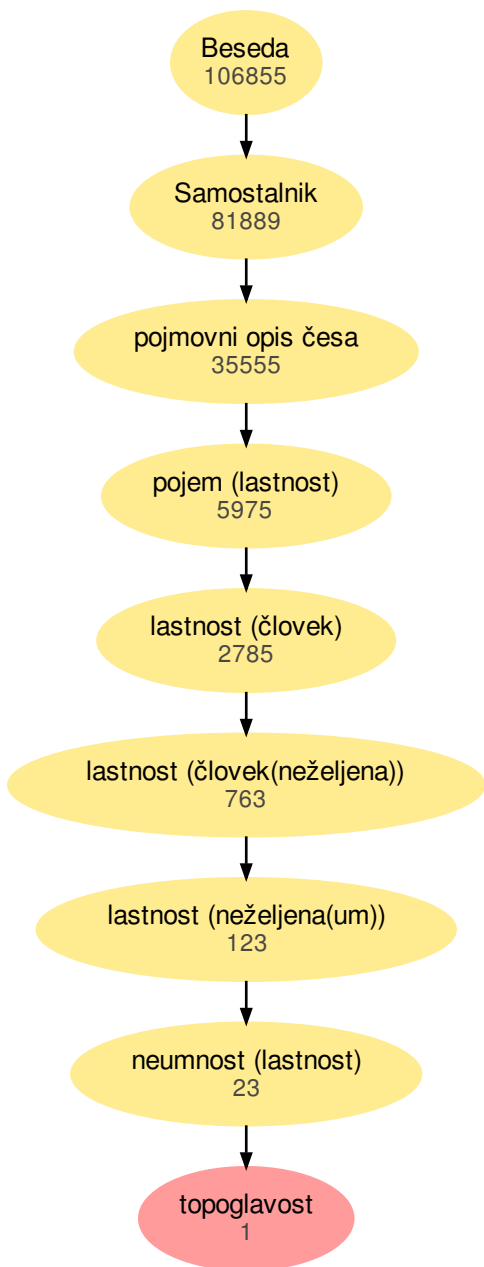 Beseda
106855
Samostalnik
81889
pojmovni opis česa
35555
pojem (lastnost)
5975
lastnost (človek)
2785
lastnost (človek(neželjena))
763
lastnost (neželjena(um))
123
neumnost (lastnost)
23
topoglavost
1